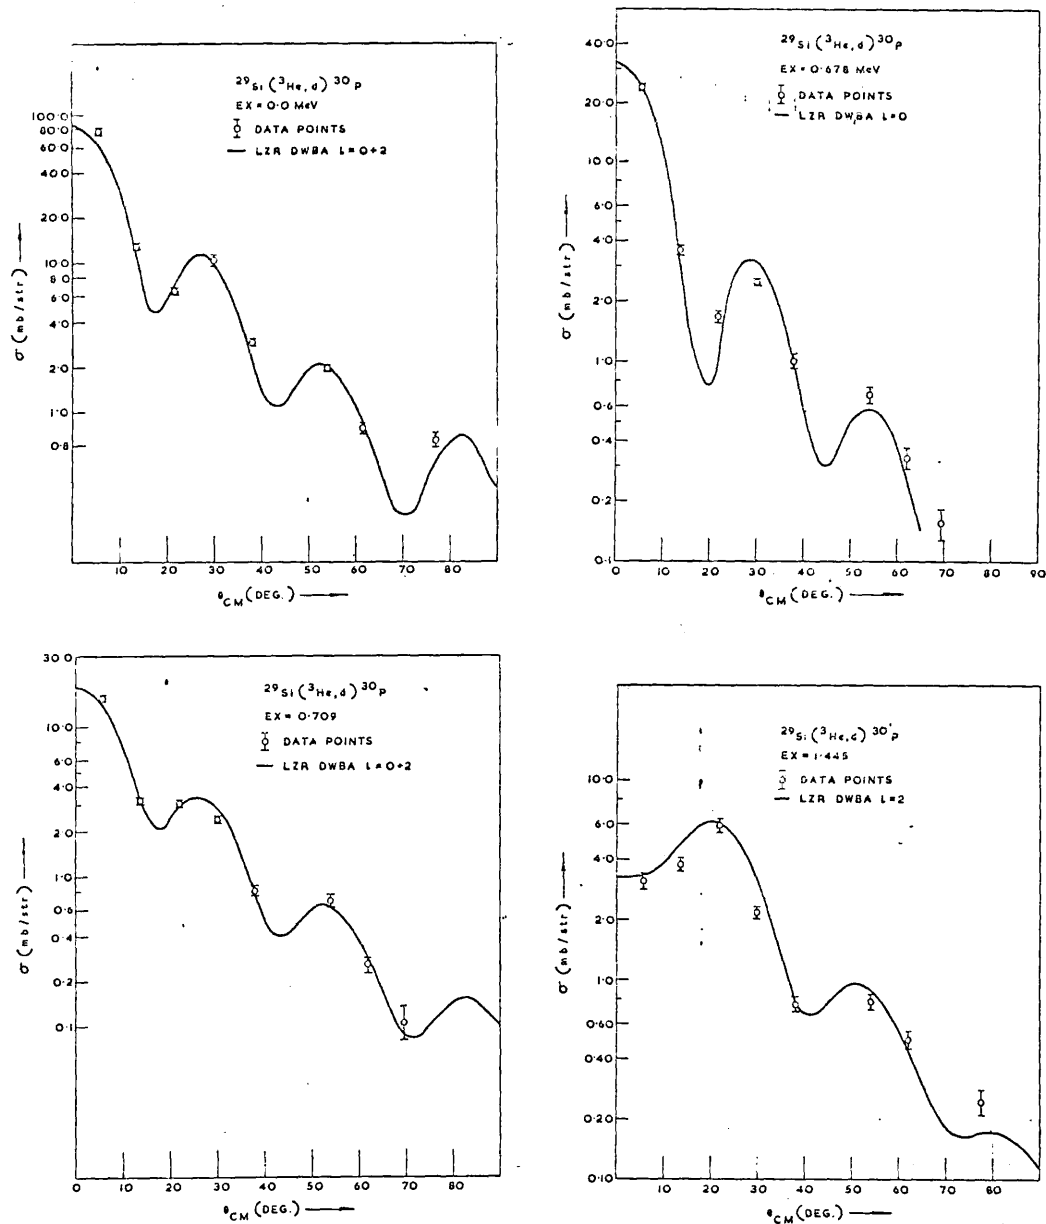 29Si(3He,d)30P
EX=0.0 MeV
DATA POINTS
LZR DWBA l=0+2
100.0
80.0
40.0
20.0
10.0
8.0
6.0
4.0
2.0
1.0
0.8
σ (mb/str)
10 20 30 40 50 60 70 80
θCM (DEG.)
29Si(3He,d)30P
EX=0.678 MeV
DATA POINTS
LZR DWBA l=0
40.0
20.0
10.0
6.0
4.0
2.0
1.0
0.6
0.4
0.2
0.1
σ (mb/str)
0 10 20 30 40 50 60 70 80 90
θCM (DEG.)
29Si(3He,d)30P
EX=0.709
DATA POINTS
LZR DWBA l=0+2
30.0
10.0
6.0
4.0
2.0
1.0
0.6
0.4
0.2
0.1
σ (mb/str)
0 10 20 30 40 50 60 70 80
θCM (DEG.)
29Si(3He,d)30P
EX=1.445
DATA POINTS
LZR DWBA l=2
10.0
6.0
4.0
2.0
1.0
0.60
0.40
0.20
0.10
σ (mb/str)
10 20 30 40 50 60 70 80
θCM (DEG.)